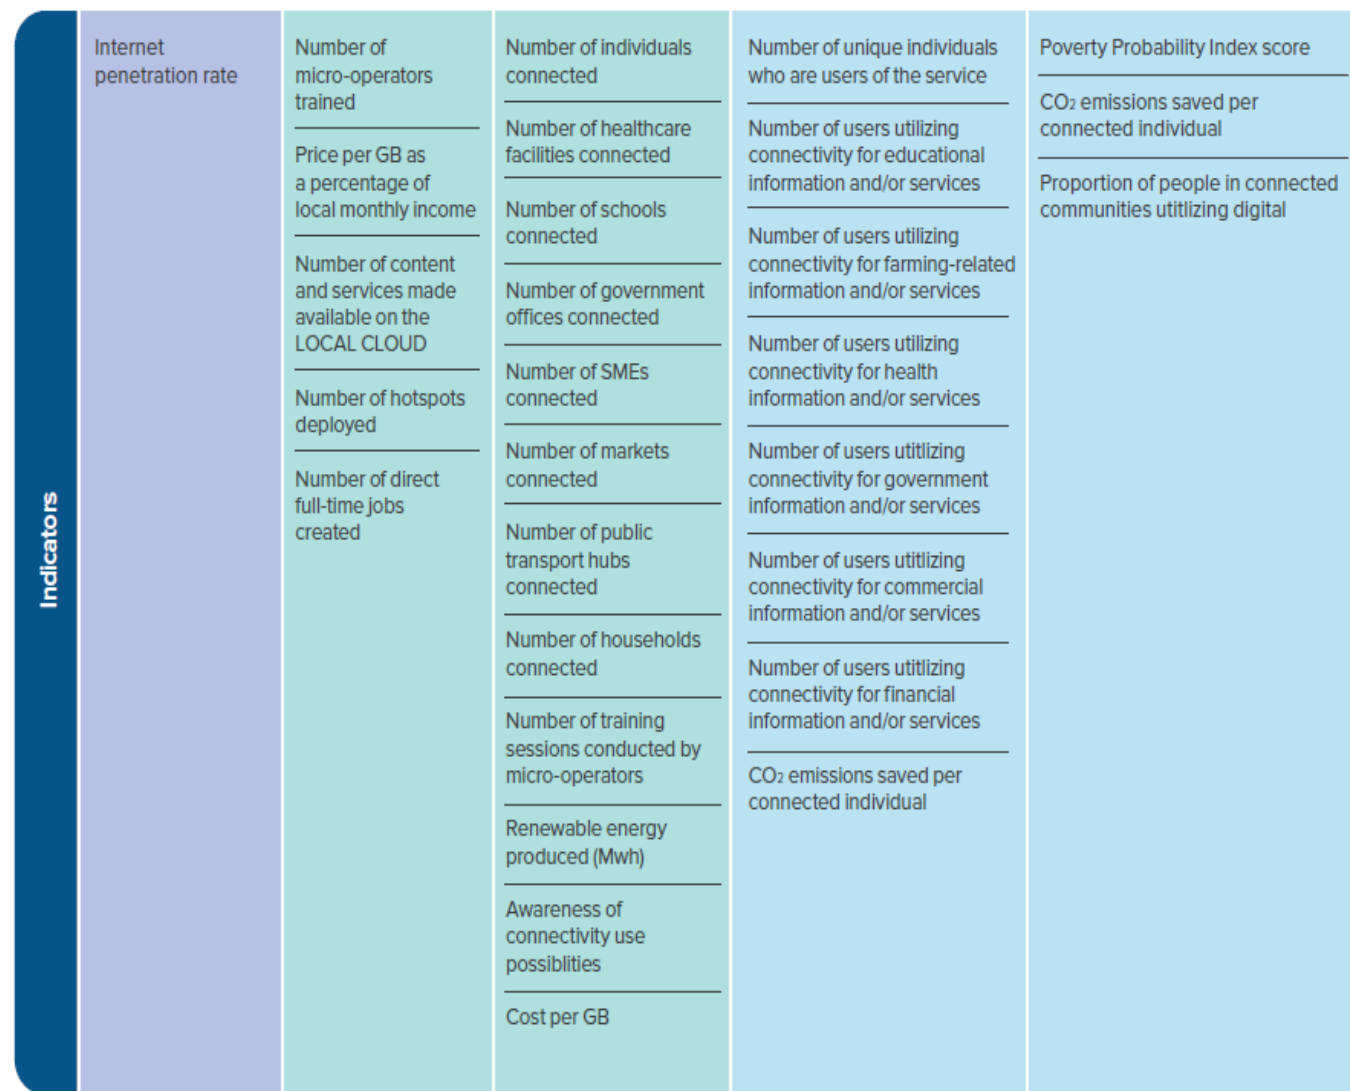 Indicators
Internet
penetration rate
Number of
micro-operators
trained
Price per GB as
a percentage of
local monthly income
Number of content
and services made
available on the
LOCAL CLOUD
Number of hotspots
deployed
Number of direct
full-time jobs
created
Number of individuals
connected
Number of healthcare
facilities connected
Number of schools
connected
Number of government
offices connected
Number of SMEs
connected
Number of markets
connected
Number of public
transport hubs
connected
Number of households
connected
Number of training
sessions conducted by
micro-operators
Renewable energy
produced (Mwh)
Awareness of
connectivity use
possiblities
Cost per GB
Number of unique individuals
who are users of the service
Number of users utilizing
connectivity for educational
information and/or services
Number of users utilizing
connectivity for farming-related
information and/or services
Number of users utilizing
connectivity for health
information and/or services
Number of users utitlizing
connectivity for government
information and/or services
Number of users utitlizing
connectivity for commercial
information and/or services
Number of users utitlizing
connectivity for financial
information and/or services
CO2 emissions saved per
connected individual
Poverty Probability Index score
CO2 emissions saved per
connected individual
Proportion of people in connected
communities utitlizing digital